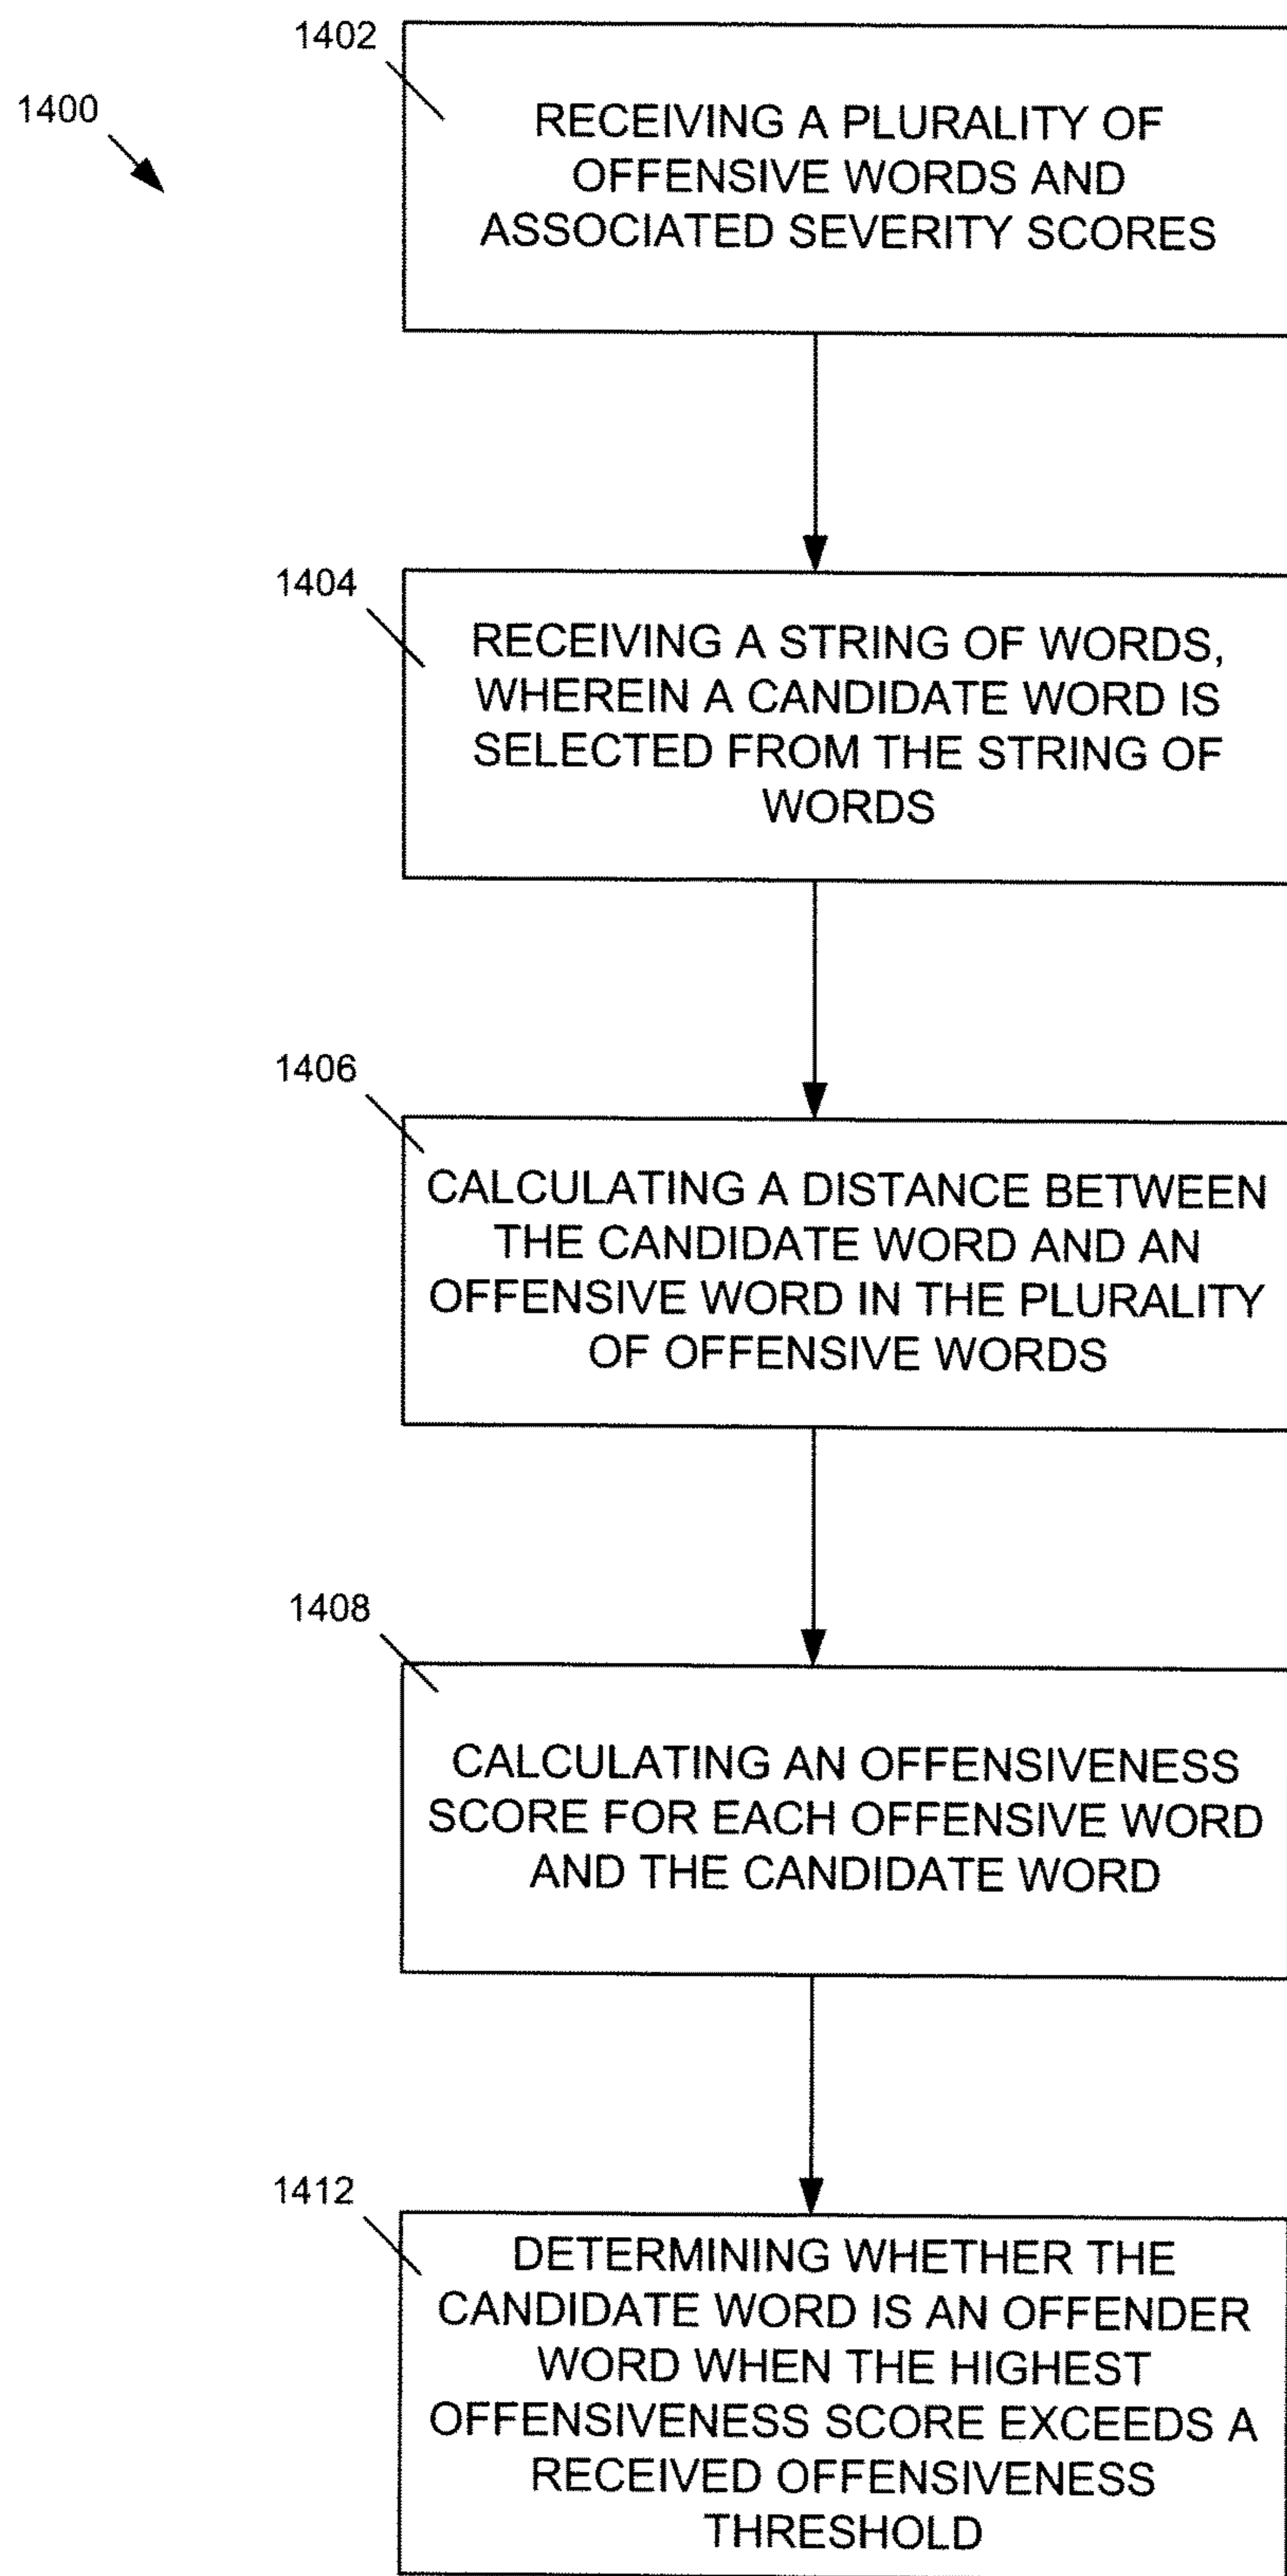 1400
1402
RECEIVING A PLURALITY OF
OFFENSIVE WORDS AND
ASSOCIATED SEVERITY SCORES
1404
RECEIVING A STRING OF WORDS,
WHEREIN A CANDIDATE WORD IS
SELECTED FROM THE STRING OF
WORDS
1406
CALCULATING A DISTANCE BETWEEN
THE CANDIDATE WORD AND AN
OFFENSIVE WORD IN THE PLURALITY
OF OFFENSIVE WORDS
1408
CALCULATING AN OFFENSIVENESS
SCORE FOR EACH OFFENSIVE WORD
AND THE CANDIDATE WORD
1412
DETERMINING WHETHER THE
CANDIDATE WORD IS AN OFFENDER
WORD WHEN THE HIGHEST
OFFENSIVENESS SCORE EXCEEDS A
RECEIVED OFFENSIVENESS
THRESHOLD